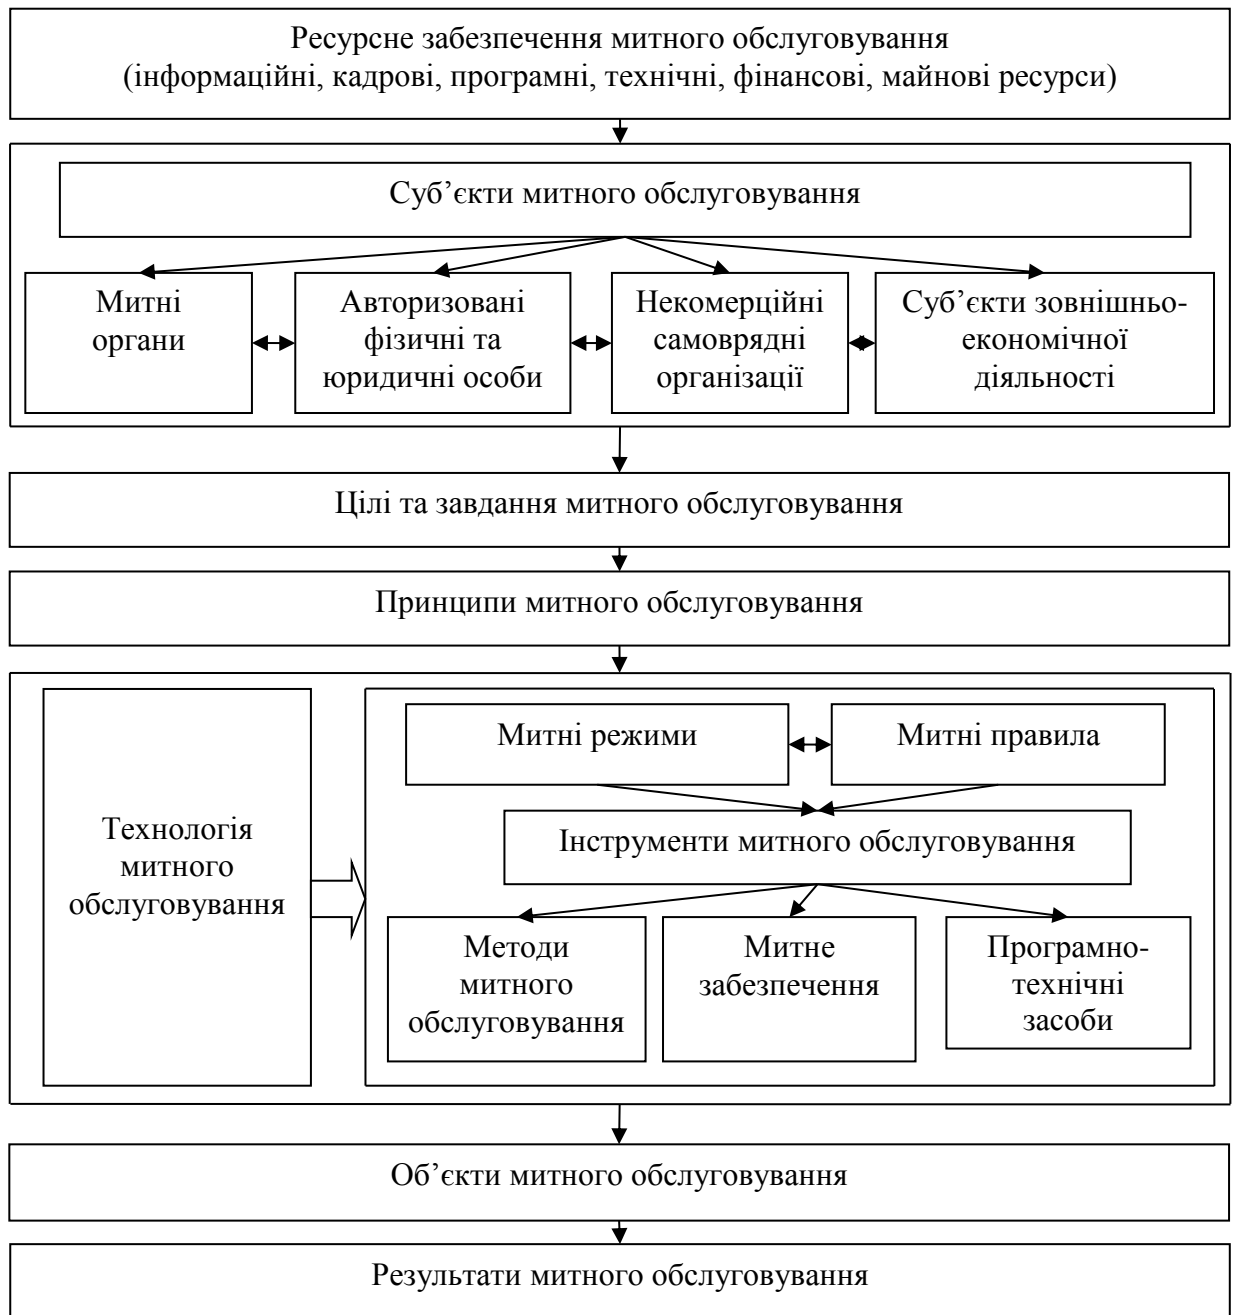 Ресурсне забезпечення митного обслуговування
(інформаційні, кадрові, програмні, технічні, фінансові, майнові ресурси)
Суб’єкти митного обслуговування
Митні
органи
Авторизовані
фізичні та
юридичні особи
Некомерційні
самоврядні
організації
Суб’єкти зовнішньо-
економічної
діяльності
Цілі та завдання митного обслуговування
Принципи митного обслуговування
Технологія
митного
обслуговування
Митні режими
Митні правила
Інструменти митного обслуговування
Методи
митного
обслуговування
Митне
забезпечення
Програмно-
технічні
засоби
Об’єкти митного обслуговування
Результати митного обслуговування